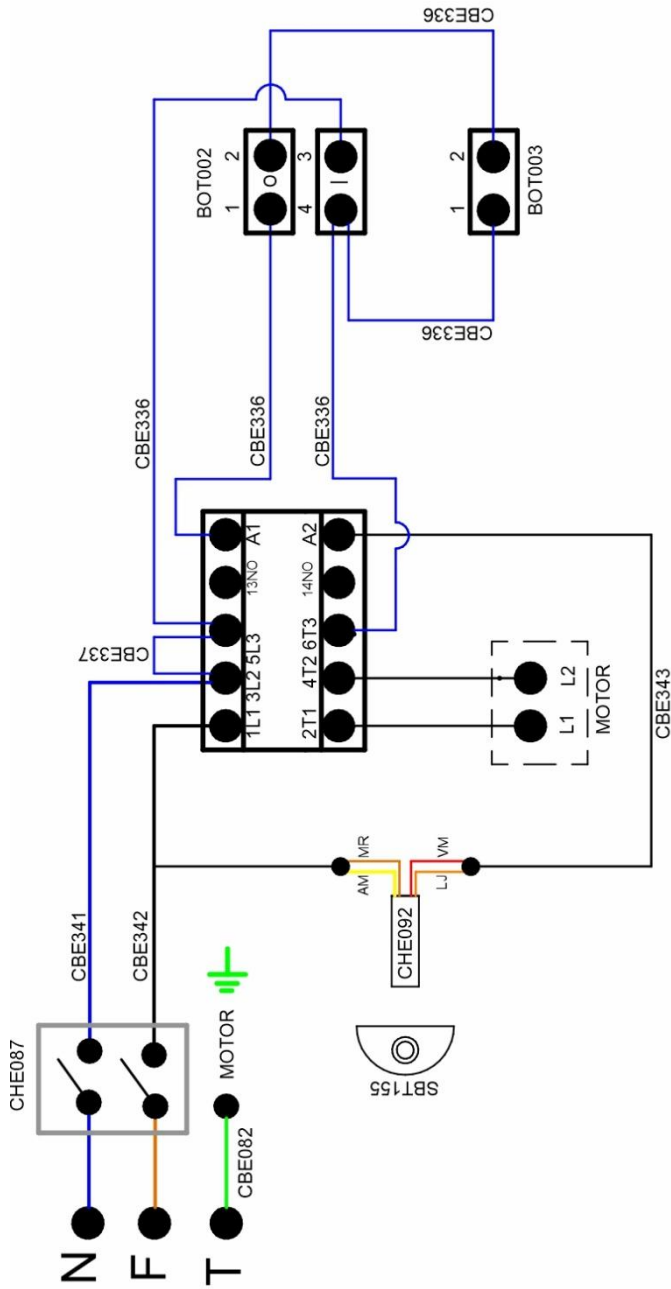 N
F
T
CHE087
CBE341
CBE342
CBE082
MOTOR
SBT155
CHE092
AM
MR
LJ
VM
CBE337
1L1 3L2 5L3
13NO
A1
2T1
4T2
6T3
14NO
A2
L1
L2
MOTOR
CBE343
CBE336
CBE336
CBE336
BOT002
1
2
O
4
3
I
CBE336
CBE336
1
2
BOT003